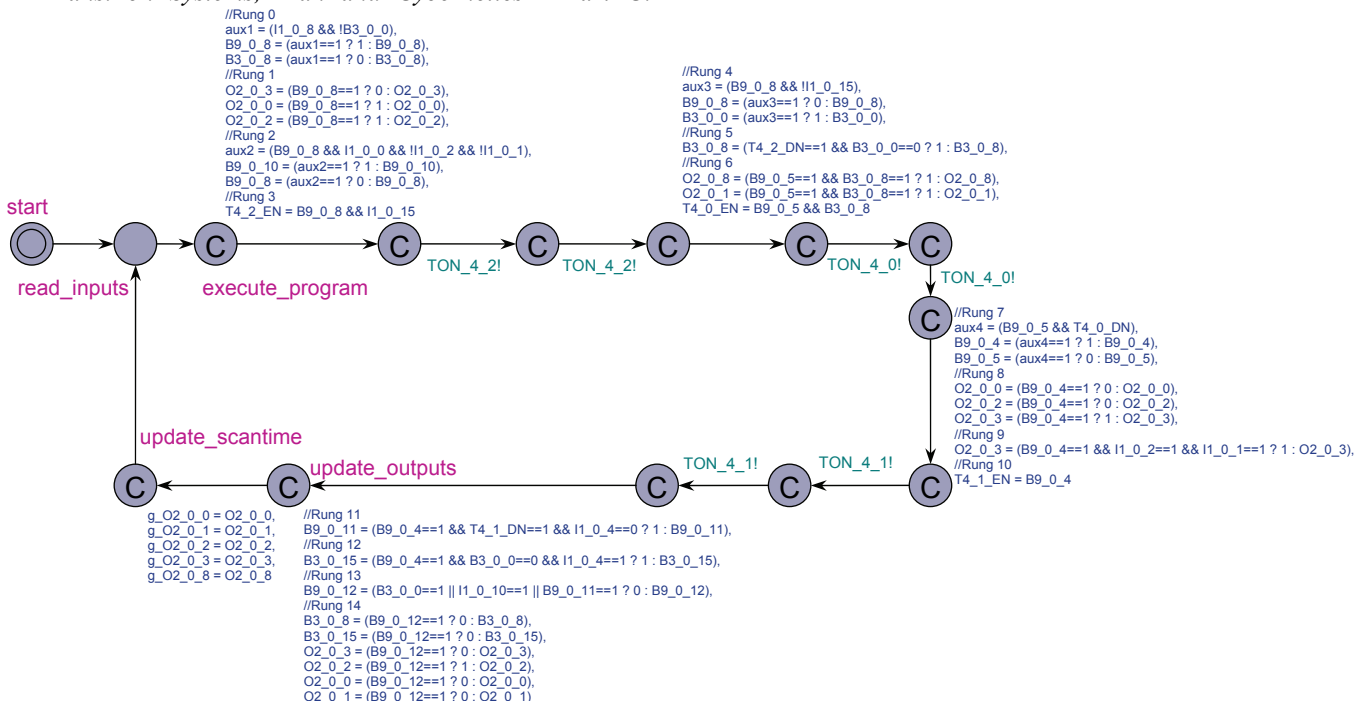 //Rung 0
aux1 = (I1_0_8 && !B3_0_0),
B9_0_8 = (aux1==1 ? 1 : B9_0_8),
B3_0_8 = (aux1==1 ? 0 : B3_0_8),
//Rung 1
O2_0_3 = (B9_0_8==1 ? 0 : O2_0_3),
O2_0_0 = (B9_0_8==1 ? 1 : O2_0_0),
O2_0_2 = (B9_0_8==1 ? 1 : O2_0_2),
//Rung 2
aux2 = (B9_0_8 && I1_0_0 && !I1_0_2 && !I1_0_1),
B9_0_10 = (aux2==1 ? 1 : B9_0_10),
B9_0_8 = (aux2==1 ? 0 : B9_0_8),
//Rung 3
T4_2_EN = B9_0_8 && I1_0_15
//Rung 4
aux3 = (B9_0_8 && !I1_0_15),
B9_0_8 = (aux3==1 ? 0 : B9_0_8),
B3_0_0 = (aux3==1 ? 1 : B3_0_0),
//Rung 5
B3_0_8 = (T4_2_DN==1 && B3_0_0==0 ? 1 : B3_0_8),
//Rung 6
O2_0_8 = (B9_0_5==1 && B3_0_8==1 ? 1 : O2_0_8),
O2_0_1 = (B9_0_5==1 && B3_0_8==1 ? 1 : O2_0_1),
T4_0_EN = B9_0_5 && B3_0_8
start
C
C
C
C
C
C
TON_4_2!
TON_4_2!
TON_4_0!
TON_4_0!
read_inputs
execute_program
C
//Rung 7
aux4 = (B9_0_5 && T4_0_DN),
B9_0_4 = (aux4==1 ? 1 : B9_0_4),
B9_0_5 = (aux4==1 ? 0 : B9_0_5),
//Rung 8
O2_0_0 = (B9_0_4==1 ? 0 : O2_0_0),
O2_0_2 = (B9_0_4==1 ? 0 : O2_0_2),
O2_0_3 = (B9_0_4==1 ? 1 : O2_0_3),
//Rung 9
O2_0_3 = (B9_0_4==1 && I1_0_2==1 && I1_0_1==1 ? 1 : O2_0_3),
//Rung 10
T4_1_EN = B9_0_4
update_scantime
update_outputs
TON_4_1!
TON_4_1!
C
C
C
C
C
g_O2_0_0 = O2_0_0,
g_O2_0_1 = O2_0_1,
g_O2_0_2 = O2_0_2,
g_O2_0_3 = O2_0_3,
g_O2_0_8 = O2_0_8
//Rung 11
B9_0_11 = (B9_0_4==1 && T4_1_DN==1 && I1_0_4==0 ? 1 : B9_0_11),
//Rung 12
B3_0_15 = (B9_0_4==1 && B3_0_0==0 && I1_0_4==1 ? 1 : B3_0_15),
//Rung 13
B9_0_12 = (B3_0_0==1 || I1_0_10==1 || B9_0_11==1 ? 0 : B9_0_12),
//Rung 14
B3_0_8 = (B9_0_12==1 ? 0 : B3_0_8),
B3_0_15 = (B9_0_12==1 ? 0 : B3_0_15),
O2_0_3 = (B9_0_12==1 ? 0 : O2_0_3),
O2_0_2 = (B9_0_12==1 ? 1 : O2_0_2),
O2_0_0 = (B9_0_12==1 ? 0 : O2_0_0),
O2_0_1 = (B9_0_12==1 ? 0 : O2_0_1)